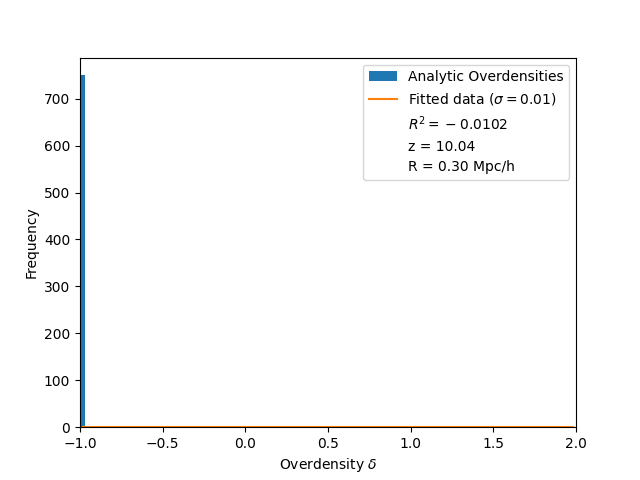 Analytic Overdensities
Fitted data (σ = 0.01)
R² = −0.0102
z = 10.04
R = 0.30 Mpc/h
Frequency
700
600
500
400
300
200
100
0
−1.0 −0.5 0.0 0.5 1.0 1.5 2.0
Overdensity δ